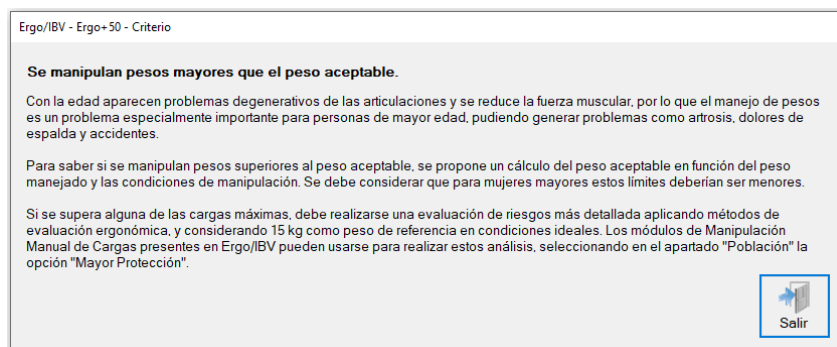 Ergo/IBV - Ergo+50 - Criterio
Se manipulan pesos mayores que el peso aceptable.
Con la edad aparecen problemas degenerativos de las articulaciones y se reduce la fuerza muscular, por lo que el manejo de pesos
es un problema especialmente importante para personas de mayor edad, pudiendo generar problemas como artrosis, dolores de
espalda y accidentes.
Para saber si se manipulan pesos superiores al peso aceptable, se propone un cálculo del peso aceptable en función del peso
manejado y las condiciones de manipulación. Se debe considerar que para mujeres mayores estos límites deberían ser menores.
Si se supera alguna de las cargas máximas, debe realizarse una evaluación de riesgos más detallada aplicando métodos de
evaluación ergonómica, y considerando 15 kg como peso de referencia en condiciones ideales. Los módulos de Manipulación
Manual de Cargas presentes en Ergo/IBV pueden usarse para realizar estos análisis, seleccionando en el apartado "Población" la
opción "Mayor Protección".
Salir